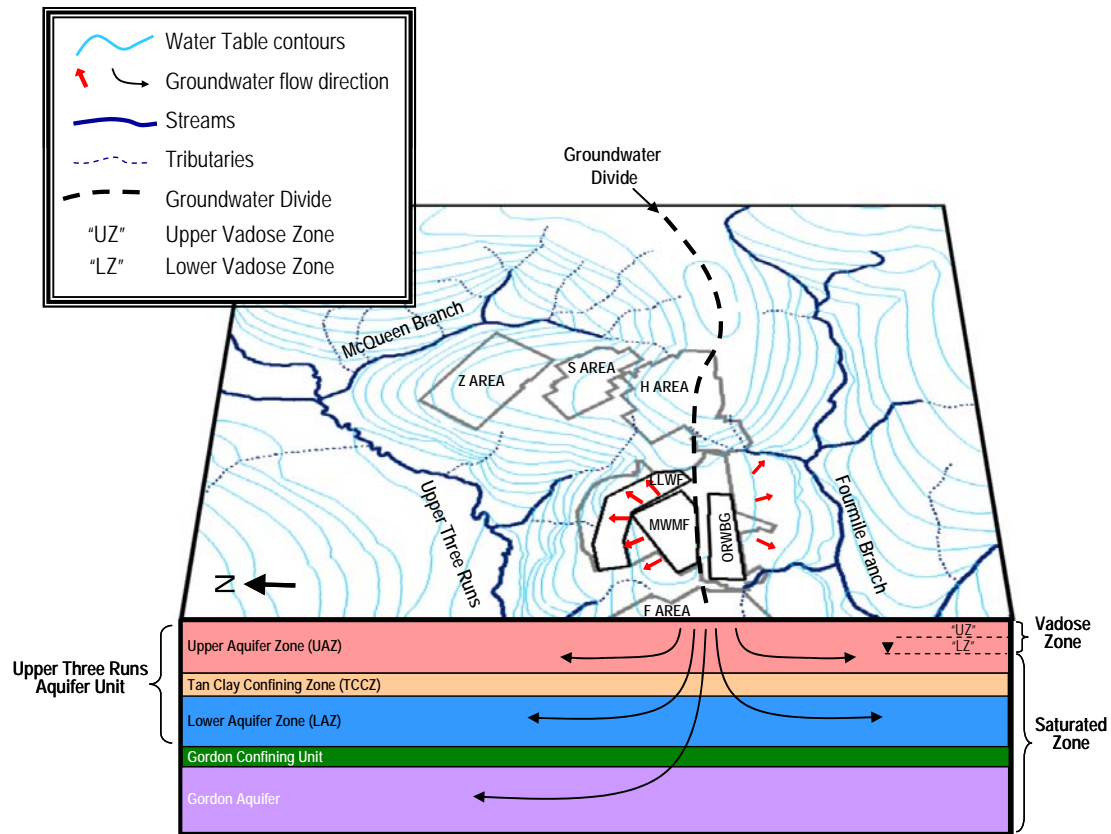 Water Table contours
Groundwater flow direction
Streams
Tributaries
Groundwater Divide
"UZ" Upper Vadose Zone
"LZ" Lower Vadose Zone
Groundwater
Divide
McQueen Branch
Z AREA
S AREA
H AREA
Upper Three Runs
LLWF
MWMF
ORWBG
Fourmile Branch
N
F AREA
Upper Three Runs
Aquifer Unit
Upper Aquifer Zone (UAZ)
Tan Clay Confining Zone (TCCZ)
Lower Aquifer Zone (LAZ)
Gordon Confining Unit
Gordon Aquifer
"UZ"
"LZ"
Vadose
Zone
Saturated
Zone